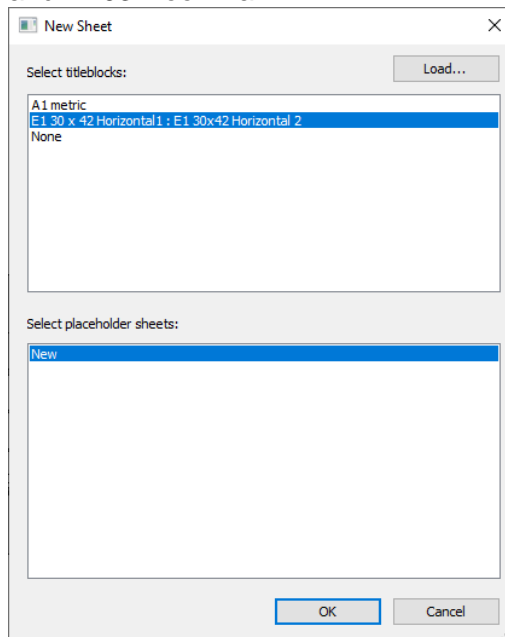 New Sheet
Select titleblocks:
Load...
A1 metric
E1 30 x 42 Horizontal1 : E1 30x42 Horizontal 2
None
Select placeholder sheets:
New
OK
Cancel